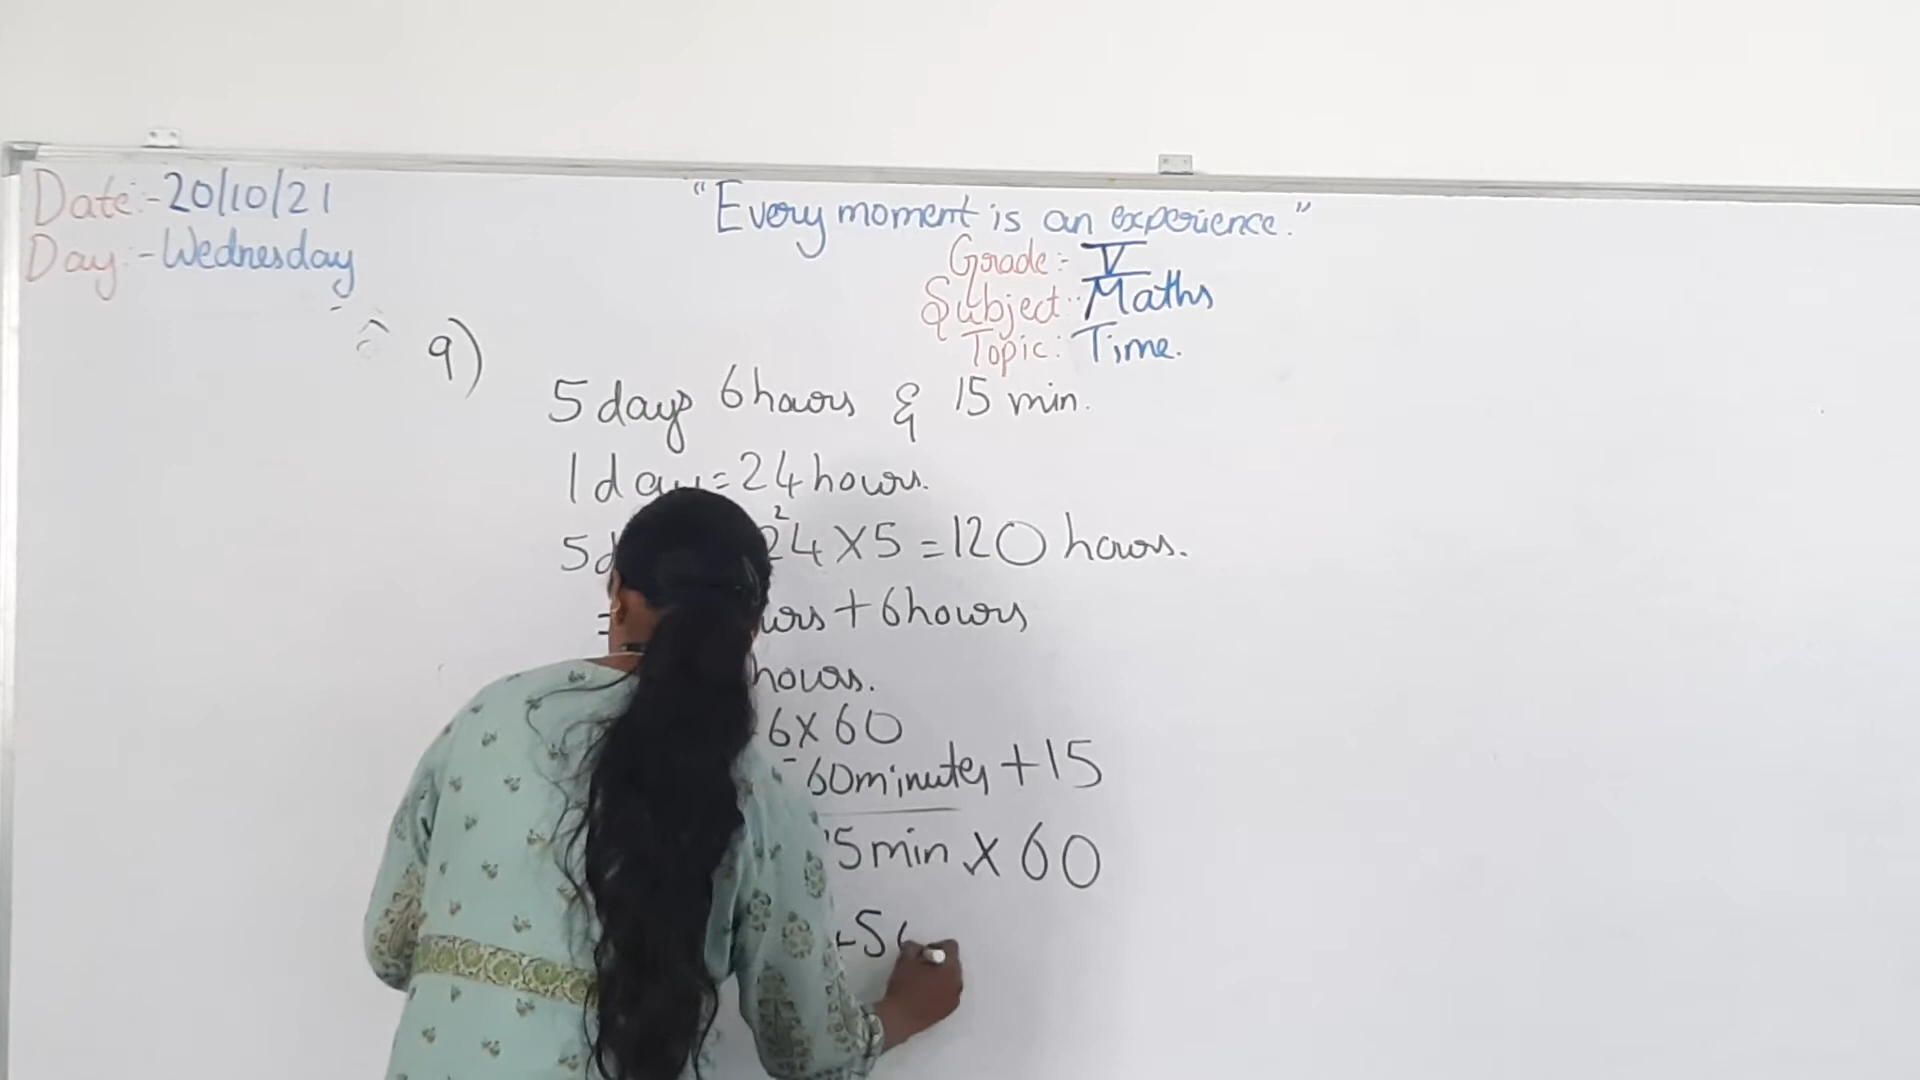 Date:-20/10/21
Day:-Wednesday
"Every moment is an experience."
Grade:- V
Subject:- Maths
Topic: Time.
9)
5 days 6 hours & 15 min.
1 day = 24 hours.
2
24 X 5 = 120 hours.
+ 6 hours
hours.
6 X 60
60 minutes + 15
5 min x 60